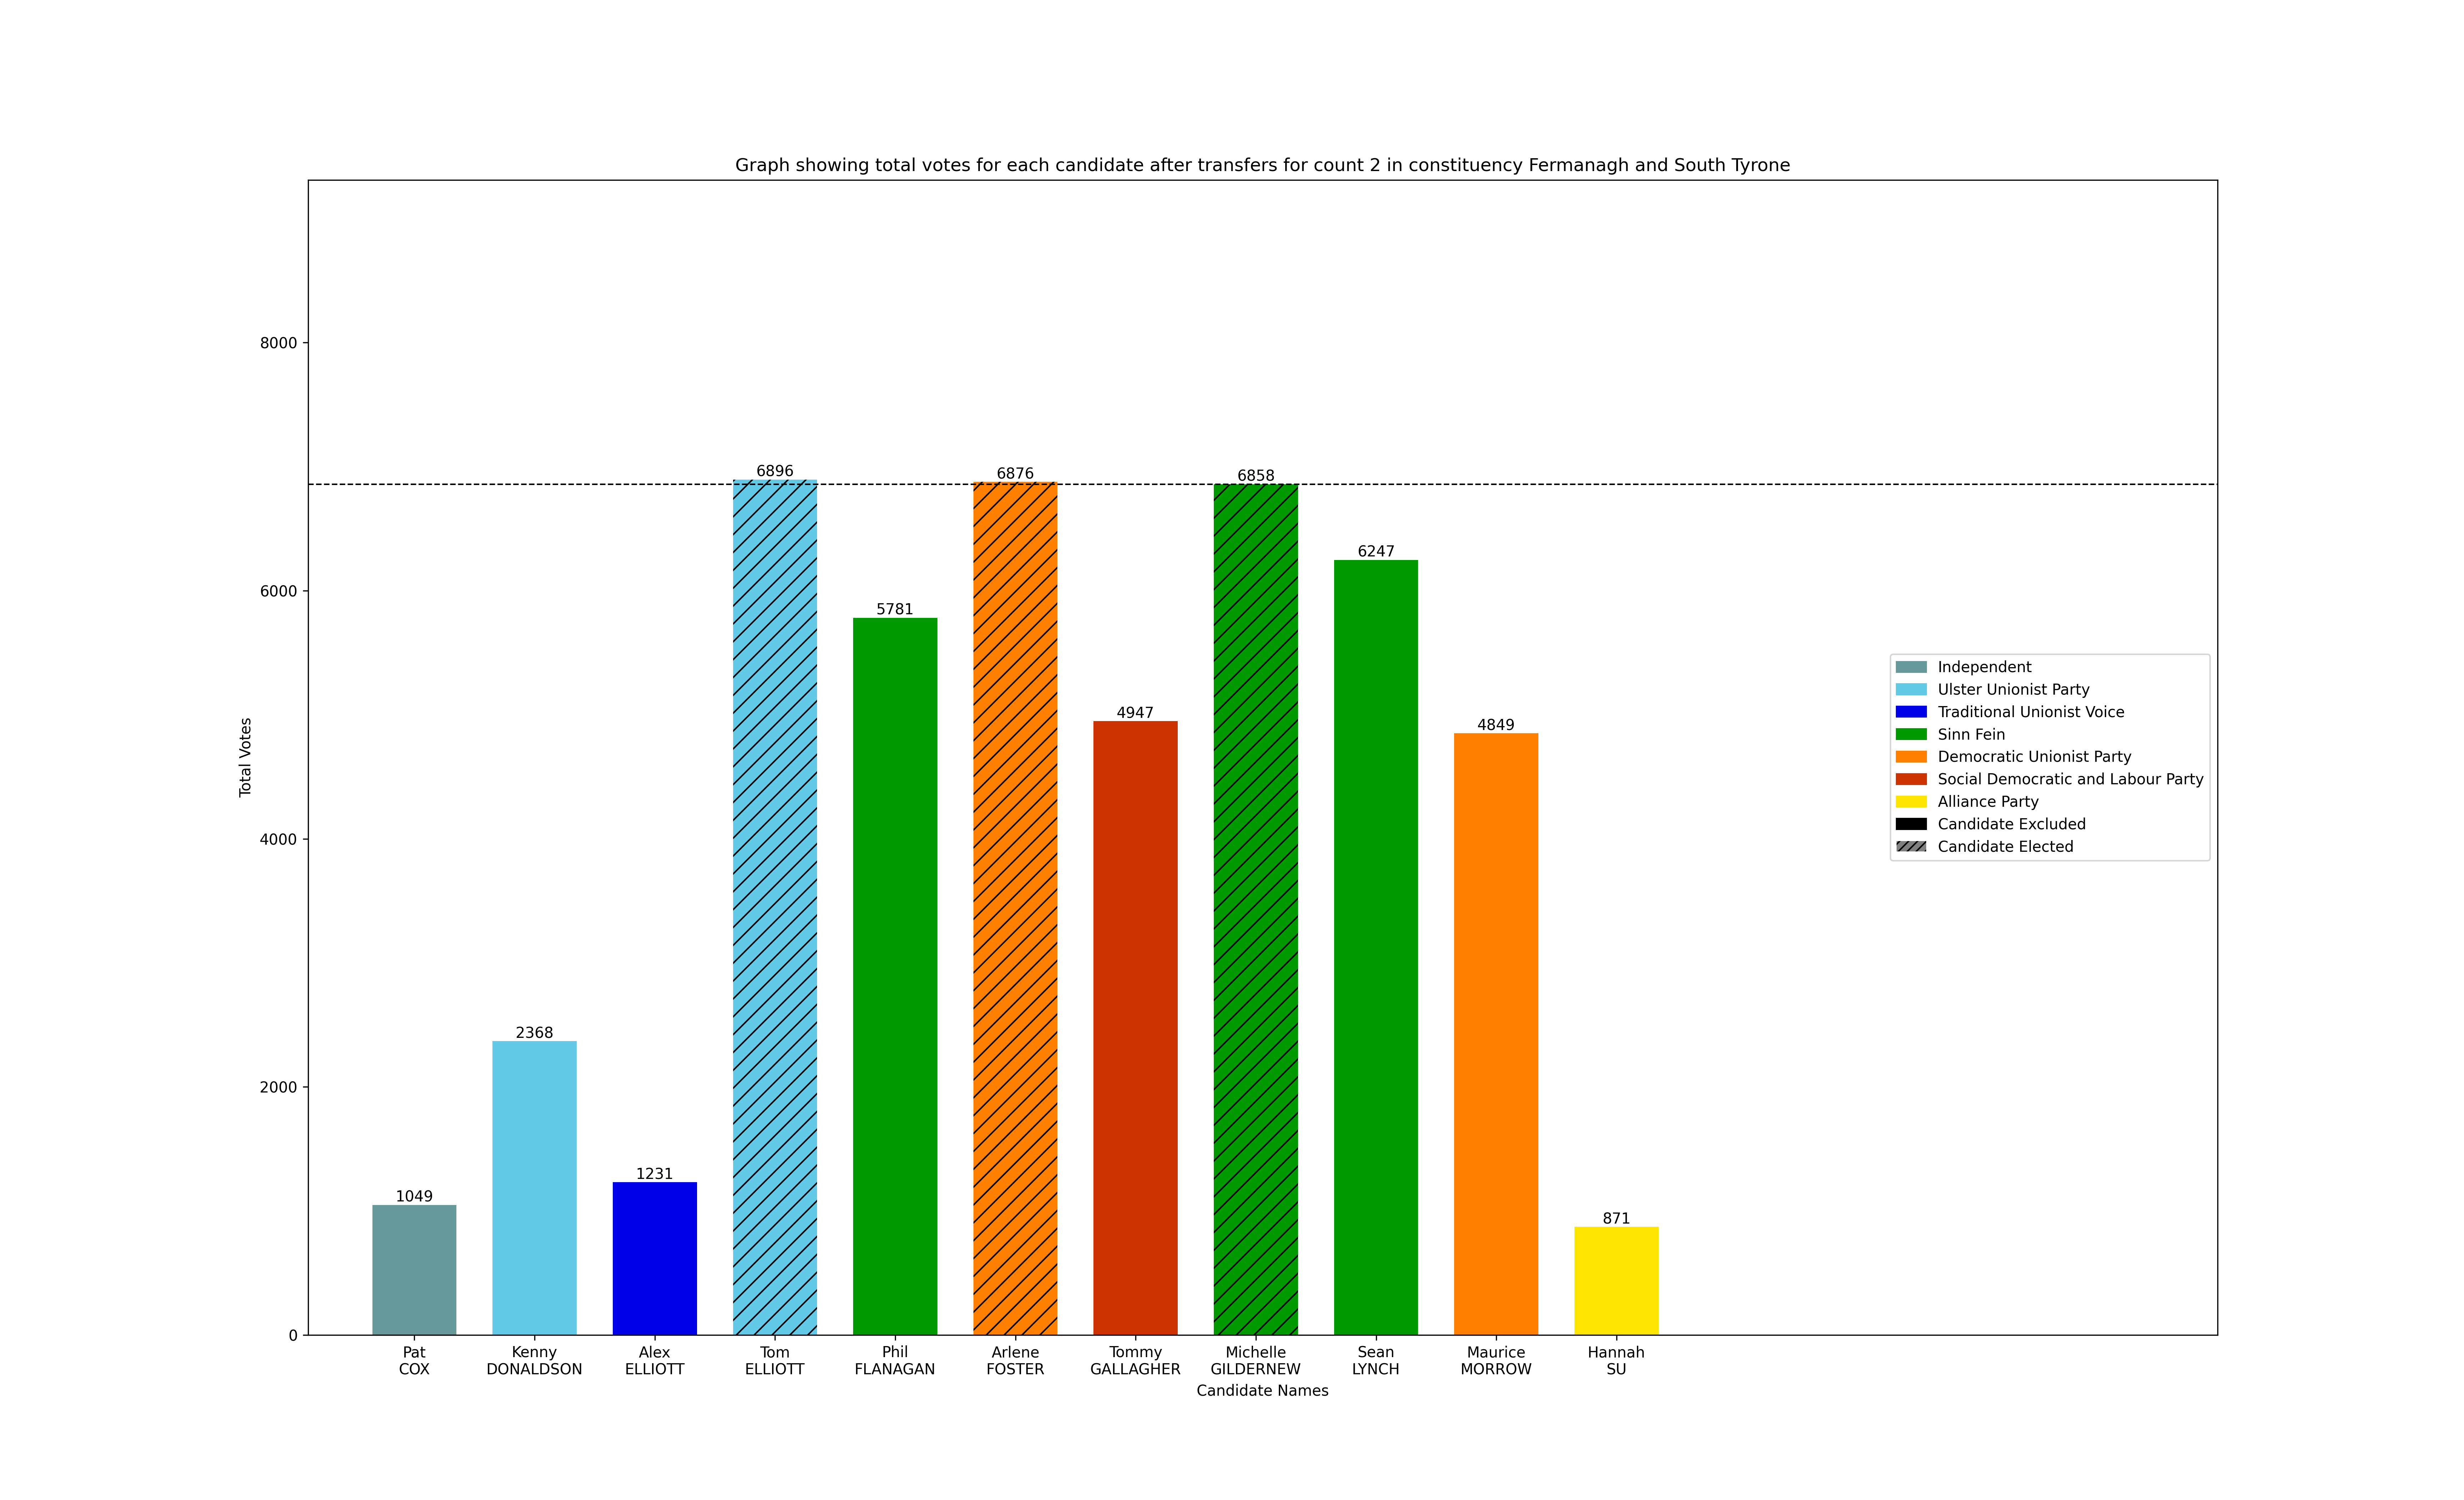 Graph showing total votes for each candidate after transfers for count 2 in constituency Fermanagh and South Tyrone
Total Votes
8000
6000
4000
2000
0
1049
2368
1231
6896
5781
6876
4947
6858
6247
4849
871
Pat
COX
Kenny
DONALDSON
Alex
ELLIOTT
Tom
ELLIOTT
Phil
FLANAGAN
Arlene
FOSTER
Tommy
GALLAGHER
Michelle
GILDERNEW
Sean
LYNCH
Maurice
MORROW
Hannah
SU
Candidate Names
Independent
Ulster Unionist Party
Traditional Unionist Voice
Sinn Fein
Democratic Unionist Party
Social Democratic and Labour Party
Alliance Party
Candidate Excluded
Candidate Elected